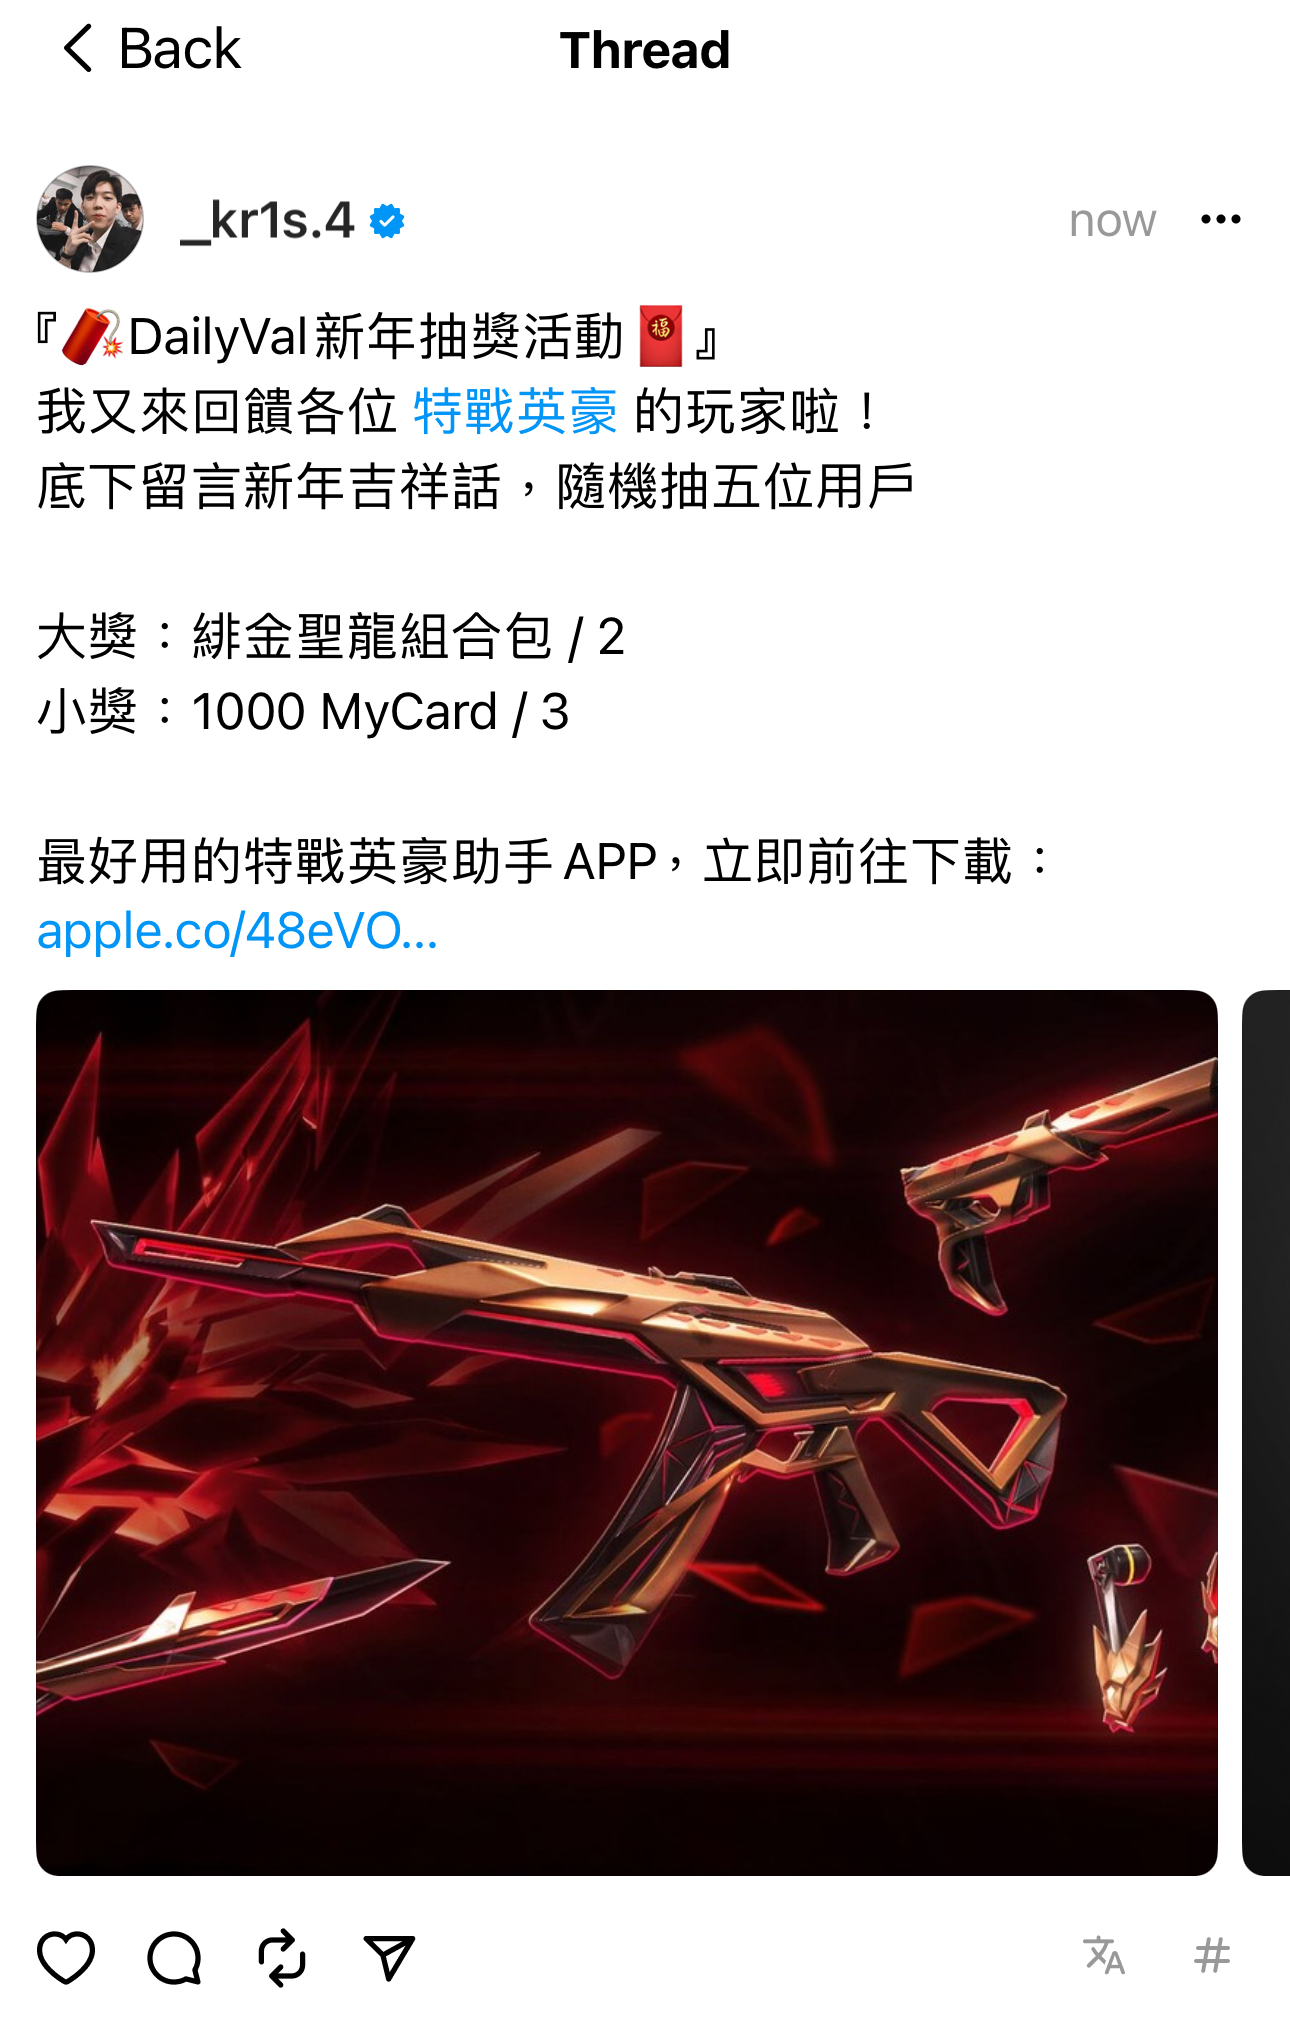 Back
Thread
_kr1s.4
now
『🧨DailyVal新年抽獎活動🧧』
我又來回饋各位 特戰英豪 的玩家啦！
底下留言新年吉祥話，隨機抽五位用戶
大獎：緋金聖龍組合包 / 2
小獎：1000 MyCard / 3
最好用的特戰英豪助手 APP，立即前往下載：
apple.co/48eVO...